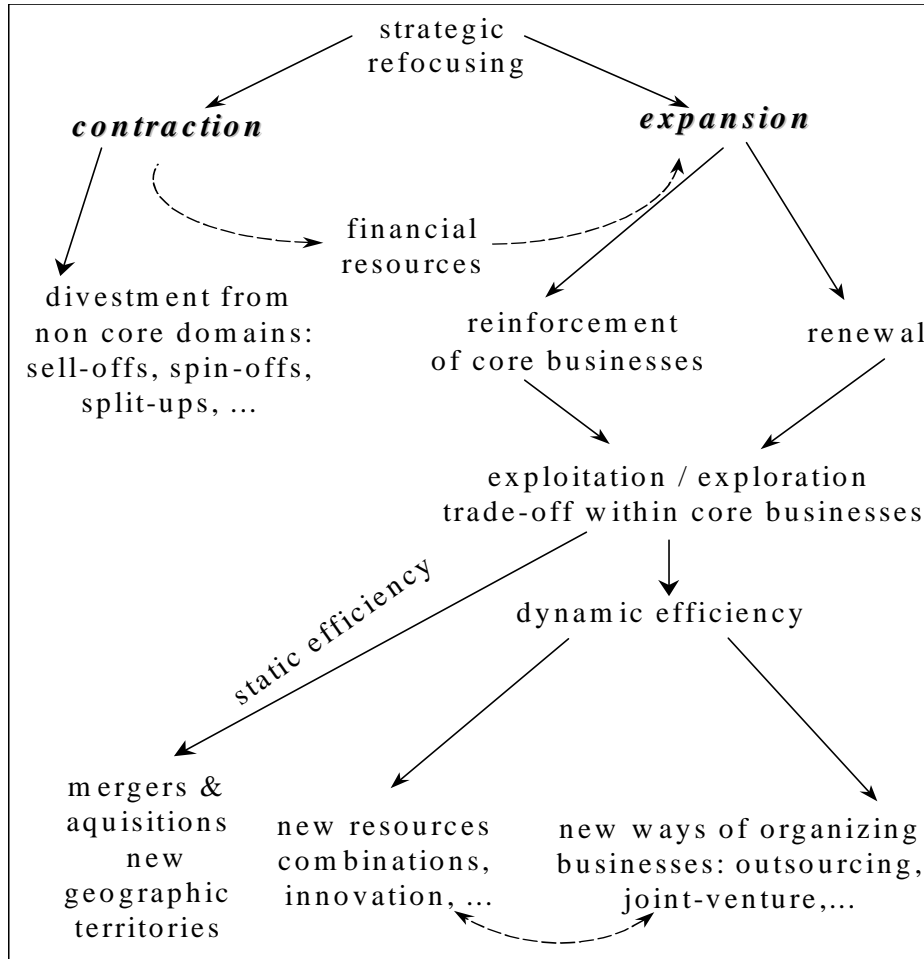 strategic
refocusing
contraction
expansion
financial
resources
divestment from
non core domains:
sell-offs, spin-offs,
split-ups, ...
reinforcement
of core businesses
renewal
exploitation / exploration
trade-off within core businesses
static efficiency
dynamic efficiency
mergers &
aquisitions
new
geographic
territories
new resources
combinations,
innovation, ...
new ways of organizing
businesses: outsourcing,
joint-venture,...